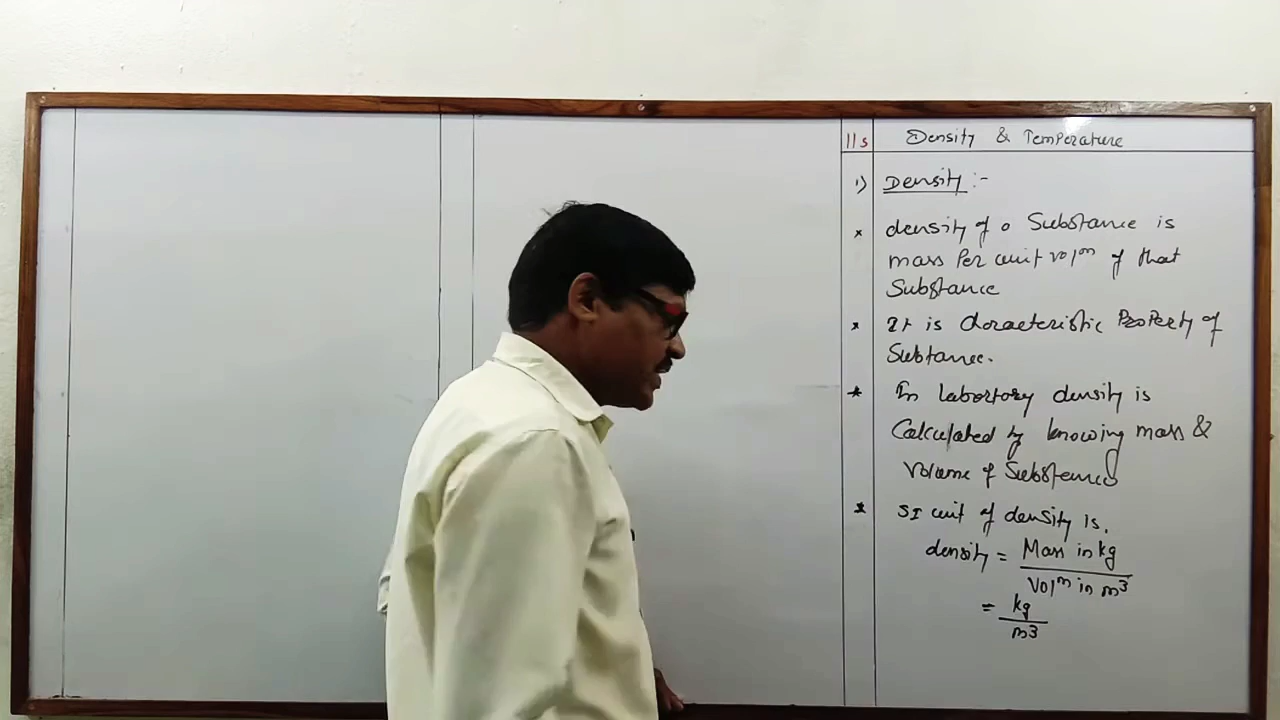 11s Density & Temperature
1) Density :-
* density of a Substance is
mass Per unit volm of that
Substance
* It is characteristic Property of
Substance.
* In labortory density is
Calculated by knowing mass &
Volume of Substance
* SI unit of density is.
density = Mass in kg / Volm in m³
= kg / m³